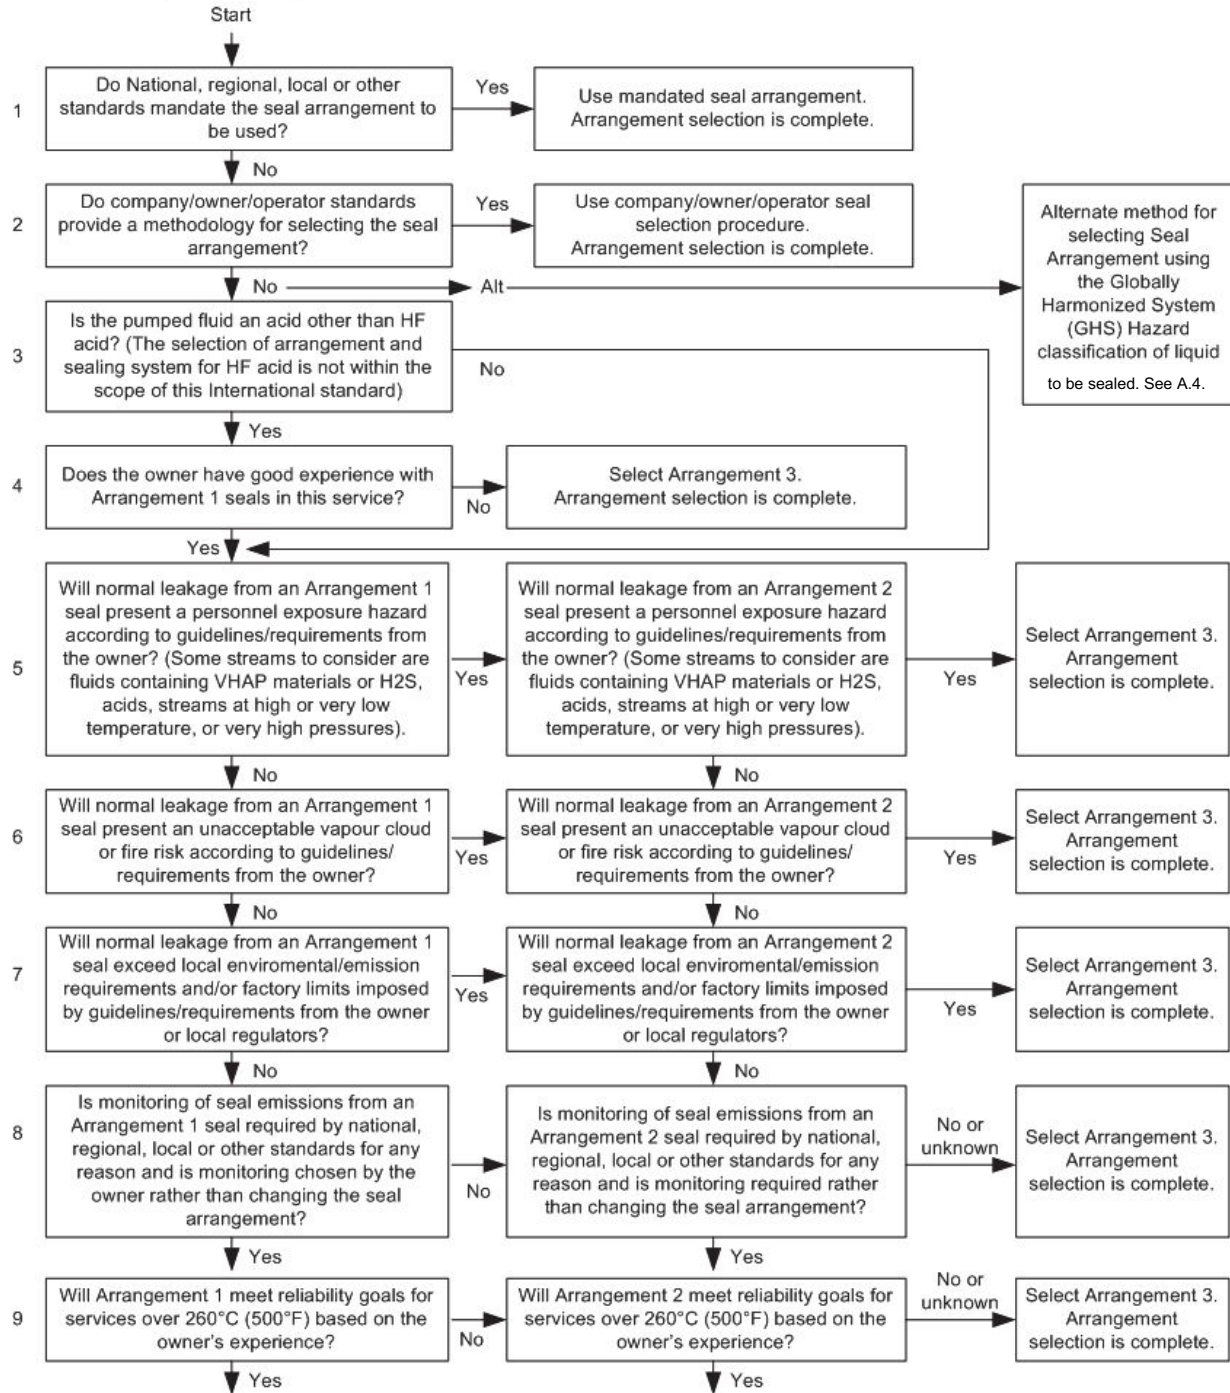 Start
1
Do National, regional, local or other
standards mandate the seal arrangement to
be used?
Yes
Use mandated seal arrangement.
Arrangement selection is complete.
No
2
Do company/owner/operator standards
provide a methodology for selecting the seal
arrangement?
Yes
Use company/owner/operator seal
selection procedure.
Arrangement selection is complete.
Alternate method for
selecting Seal
Arrangement using
the Globally
Harmonized System
(GHS) Hazard
classification of liquid
to be sealed. See A.4.
No
Alt
3
Is the pumped fluid an acid other than HF
acid? (The selection of arrangement and
sealing system for HF acid is not within the
scope of this International standard)
No
Yes
4
Does the owner have good experience with
Arrangement 1 seals in this service?
No
Select Arrangement 3.
Arrangement selection is complete.
Yes
5
Will normal leakage from an Arrangement 1
seal present a personnel exposure hazard
according to guidelines/requirements from
the owner? (Some streams to consider are
fluids containing VHAP materials or H2S,
acids, streams at high or very low
temperature, or very high pressures).
Yes
Will normal leakage from an Arrangement 2
seal present a personnel exposure hazard
according to guidelines/requirements from
the owner? (Some streams to consider are
fluids containing VHAP materials or H2S,
acids, streams at high or very low
temperature, or very high pressures).
Yes
Select Arrangement 3.
Arrangement
selection is complete.
No
No
6
Will normal leakage from an Arrangement 1
seal present an unacceptable vapour cloud
or fire risk according to guidelines/
requirements from the owner?
Yes
Will normal leakage from an Arrangement 2
seal present an unacceptable vapour cloud
or fire risk according to guidelines/
requirements from the owner?
Yes
Select Arrangement 3.
Arrangement
selection is complete.
No
No
7
Will normal leakage from an Arrangement 1
seal exceed local enviromental/emission
requirements and/or factory limits imposed
by guidelines/requirements from the owner
or local regulators?
Yes
Will normal leakage from an Arrangement 2
seal exceed local enviromental/emission
requirements and/or factory limits imposed
by guidelines/requirements from the owner
or local regulators?
Yes
Select Arrangement 3.
Arrangement
selection is complete.
No
No
8
Is monitoring of seal emissions from an
Arrangement 1 seal required by national,
regional, local or other standards for any
reason and is monitoring chosen by the
owner rather than changing the seal
arrangement?
No
Is monitoring of seal emissions from an
Arrangement 2 seal required by national,
regional, local or other standards for any
reason and is monitoring required rather
than changing the seal arrangement?
No or
unknown
Select Arrangement 3.
Arrangement
selection is complete.
Yes
Yes
9
Will Arrangement 1 meet reliability goals for
services over 260°C (500°F) based on the
owner's experience?
No
Will Arrangement 2 meet reliability goals for
services over 260°C (500°F) based on the
owner's experience?
No or
unknown
Select Arrangement 3.
Arrangement
selection is complete.
Yes
Yes